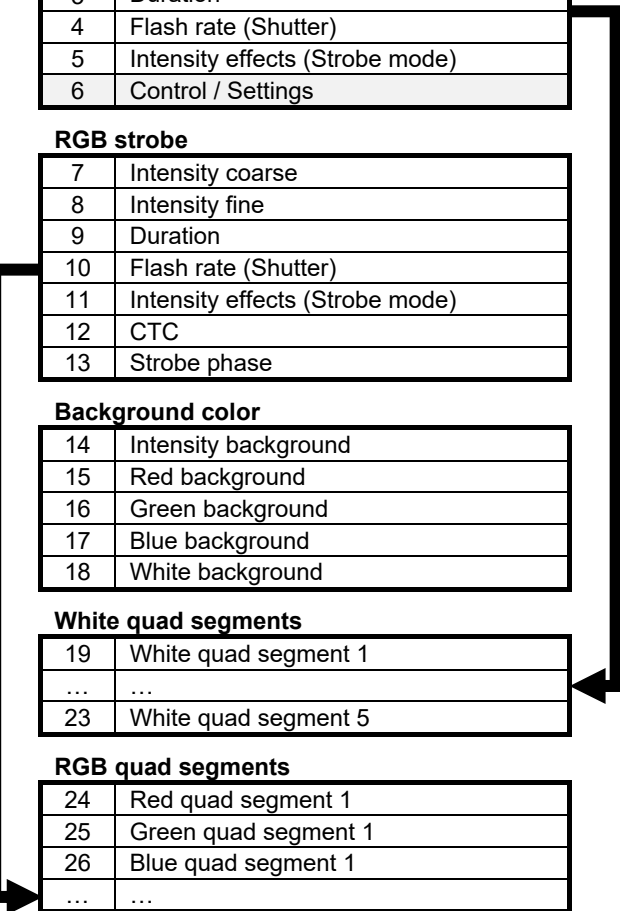 3 Duration
4 Flash rate (Shutter)
5 Intensity effects (Strobe mode)
6 Control / Settings
RGB strobe
7 Intensity coarse
8 Intensity fine
9 Duration
10 Flash rate (Shutter)
11 Intensity effects (Strobe mode)
12 CTC
13 Strobe phase
Background color
14 Intensity background
15 Red background
16 Green background
17 Blue background
18 White background
White quad segments
19 White quad segment 1
… …
23 White quad segment 5
RGB quad segments
24 Red quad segment 1
25 Green quad segment 1
26 Blue quad segment 1
… …